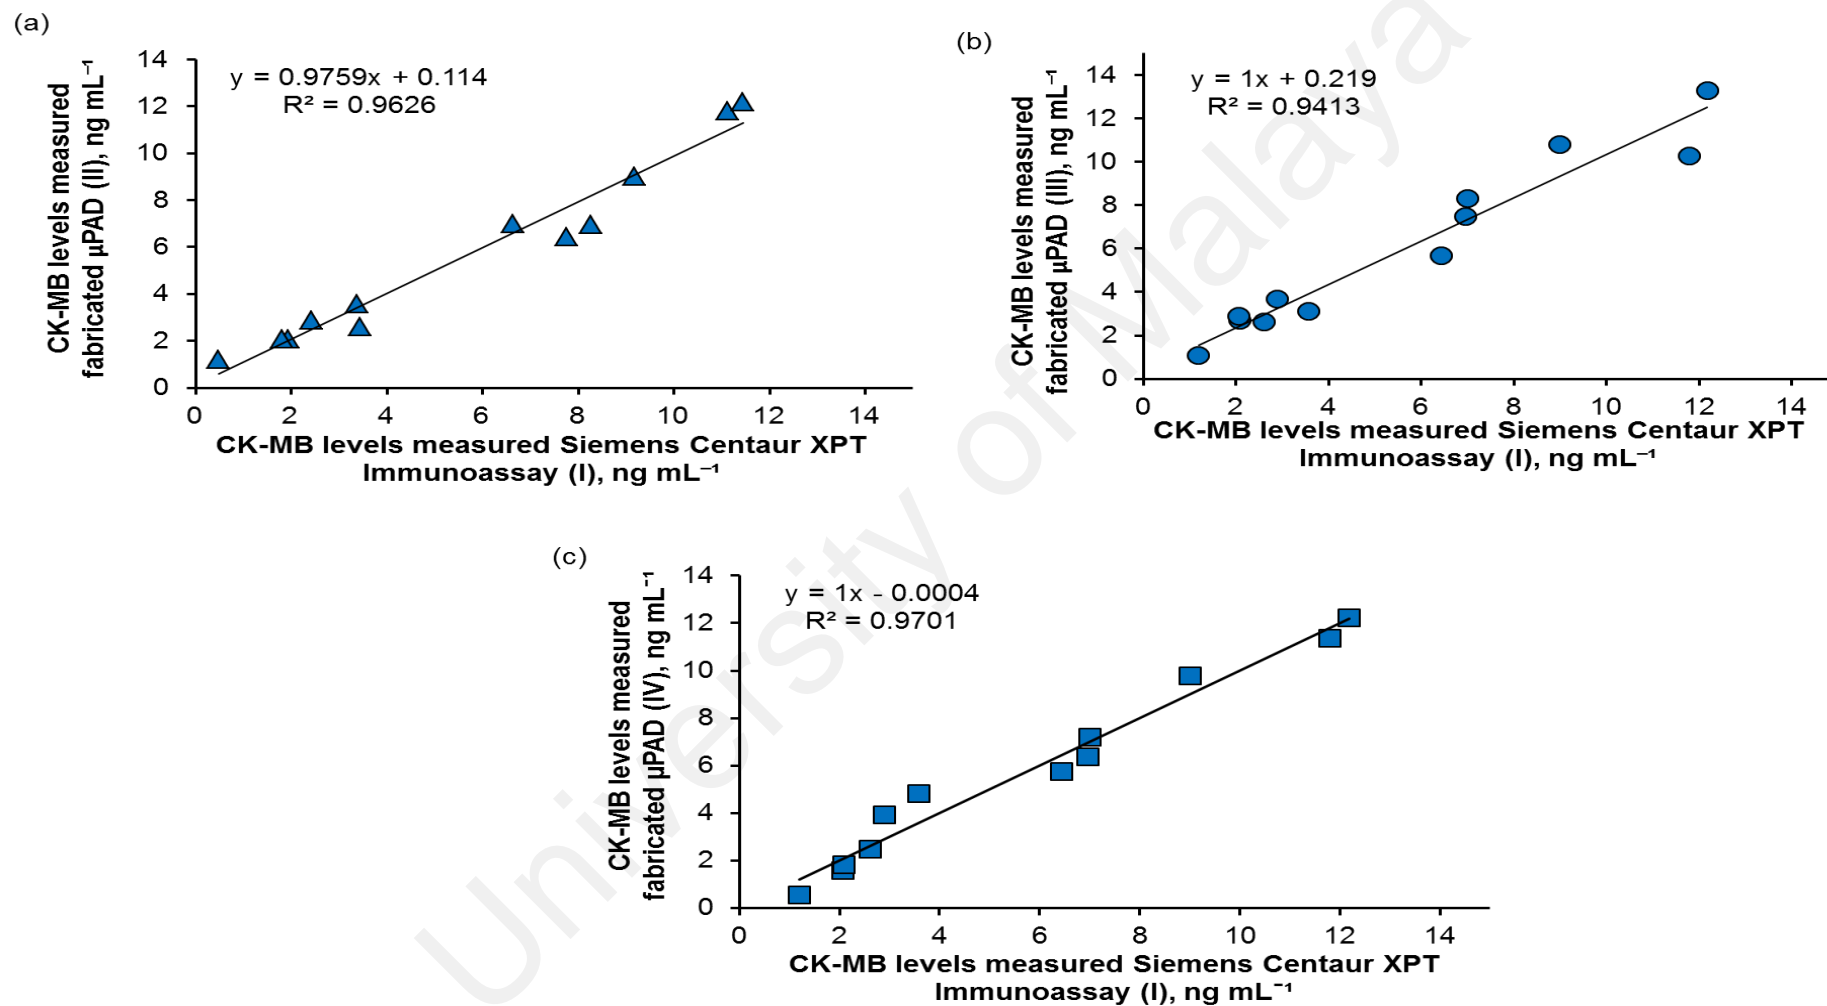 (a)
CK-MB levels measured
fabricated µPAD (II), ng mL⁻¹
14
12
10
8
6
4
2
0
y = 0.9759x + 0.114
R² = 0.9626
0 2 4 6 8 10 12 14
CK-MB levels measured Siemens Centaur XPT
Immunoassay (I), ng mL⁻¹
(b)
CK-MB levels measured
fabricated µPAD (III), ng mL⁻¹
14
12
10
8
6
4
2
0
y = 1x + 0.219
R² = 0.9413
0 2 4 6 8 10 12 14
CK-MB levels measured Siemens Centaur XPT
Immunoassay (I), ng mL⁻¹
(c)
CK-MB levels measured
fabricated µPAD (IV), ng mL⁻¹
14
12
10
8
6
4
2
0
y = 1x - 0.0004
R² = 0.9701
0 2 4 6 8 10 12 14
CK-MB levels measured Siemens Centaur XPT
Immunoassay (I), ng mL⁻¹
University of Malaya